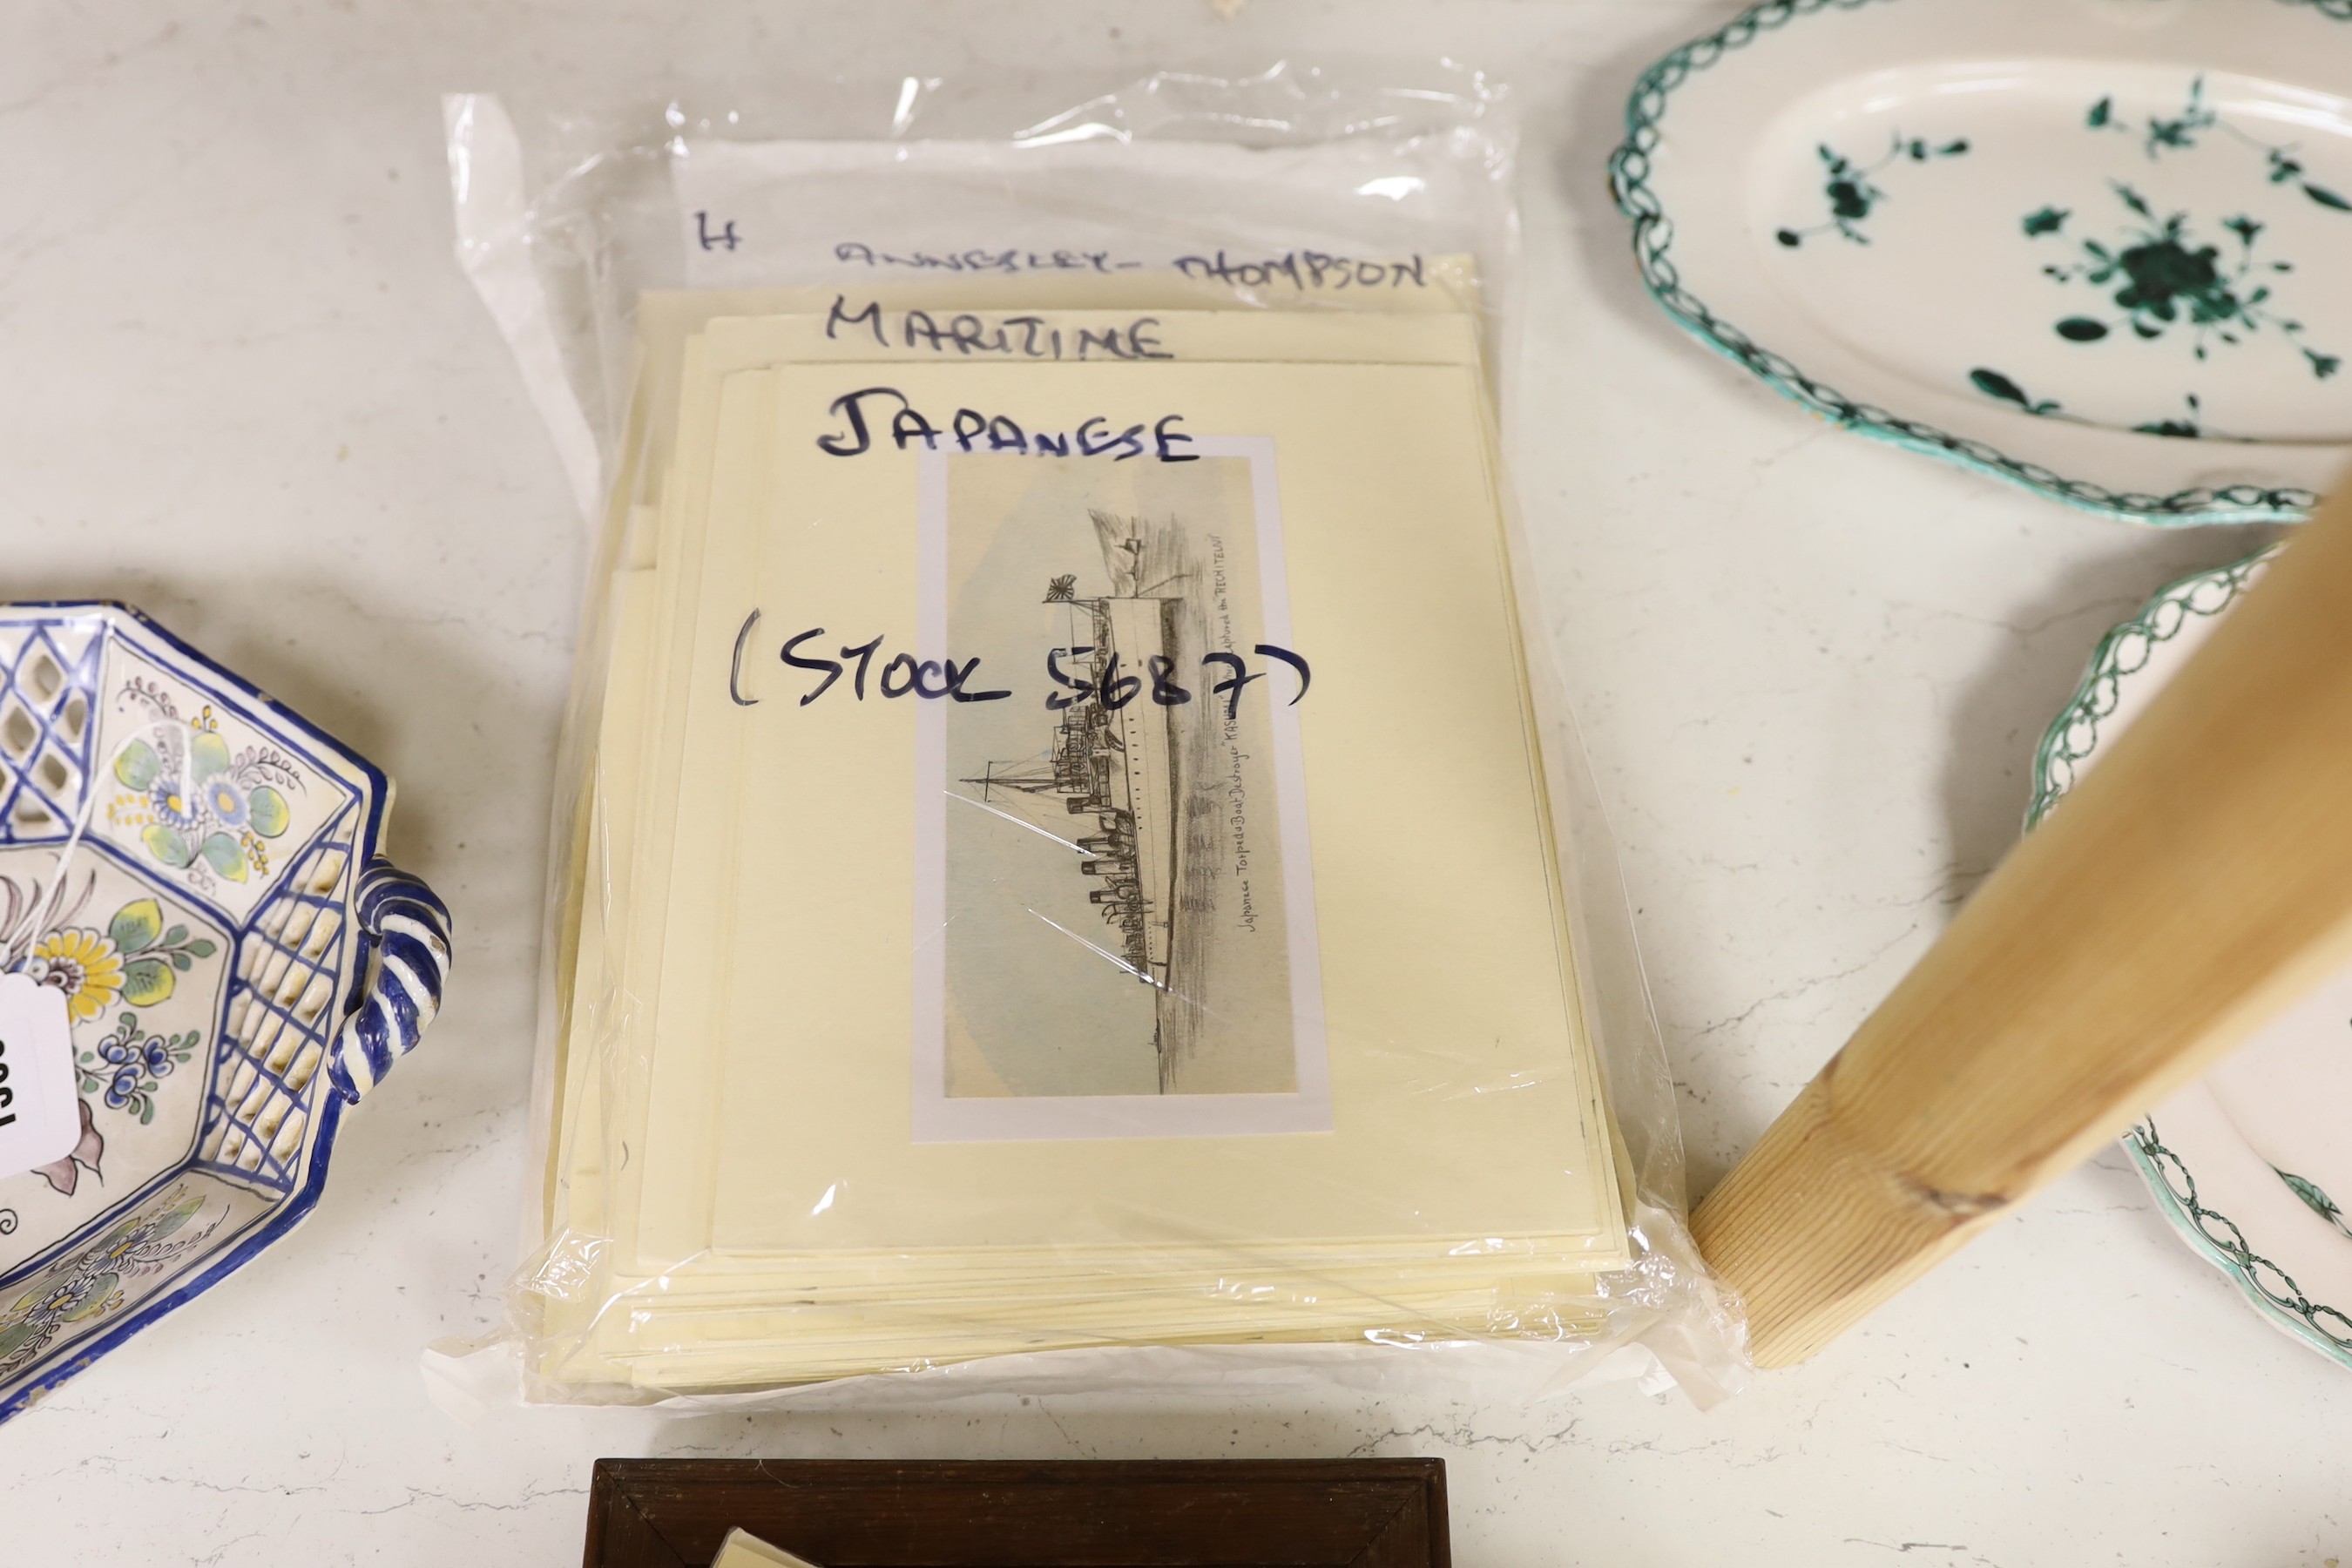 H
ANNESLEY - THOMPSON
MARITIME
JAPANESE
(STOCK 5687)
Japanese Torpedo Boat Destroyer "KASUMI" captured the "RECHITELNI"